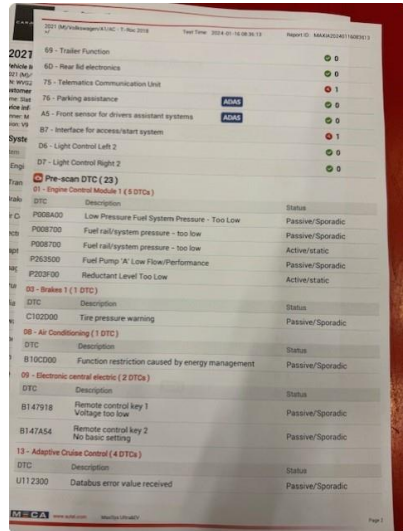 2021 (M)/Volkswagen/A1/AC - T-Roc 2018
Test Time 2024-01-16 08:36:13
69 - Trailer Function 0
6D - Rear lid electronics 0
75 - Telematics Communication Unit 1
76 - Parking assistance ADAS 0
A5 - Front sensor for drivers assistant systems ADAS 0
B7 - Interface for access/start system 1
D6 - Light Control Left 2 0
D7 - Light Control Right 2 0
Pre-scan DTC ( 23 )
01 - Engine Control Module 1 ( 5 DTCs )
DTC Description Status
P008A00 Low Pressure Fuel System Pressure - Too Low Passive/Sporadic
P008700 Fuel rail/system pressure - too low Passive/Sporadic
P008700 Fuel rail/system pressure - too low Active/static
P263500 Fuel Pump 'A' Low Flow/Performance Passive/Sporadic
P203F00 Reductant Level Too Low Active/static
03 - Brakes 1 ( 1 DTC )
DTC Description Status
C102D00 Tire pressure warning Passive/Sporadic
08 - Air Conditioning ( 1 DTC )
DTC Description Status
B10CD00 Function restriction caused by energy management Passive/Sporadic
09 - Electronic central electric ( 2 DTCs )
DTC Description Status
B147918 Remote control key 1
Voltage too low Passive/Sporadic
B147A54 Remote control key 2
No basic setting Passive/Sporadic
13 - Adaptive Cruise Control ( 4 DTCs )
DTC Description Status
U112300 Databus error value received Passive/Sporadic
www.autel.com
Page 2